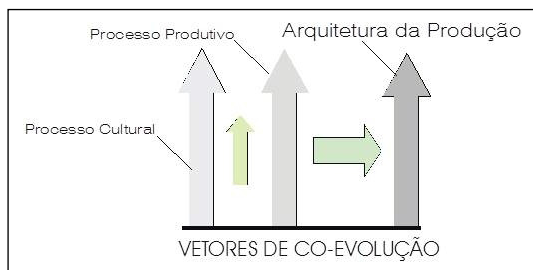 Processo Produtivo
Arquitetura da Produção
Processo Cultural
VETORES DE CO-EVOLUÇÃO